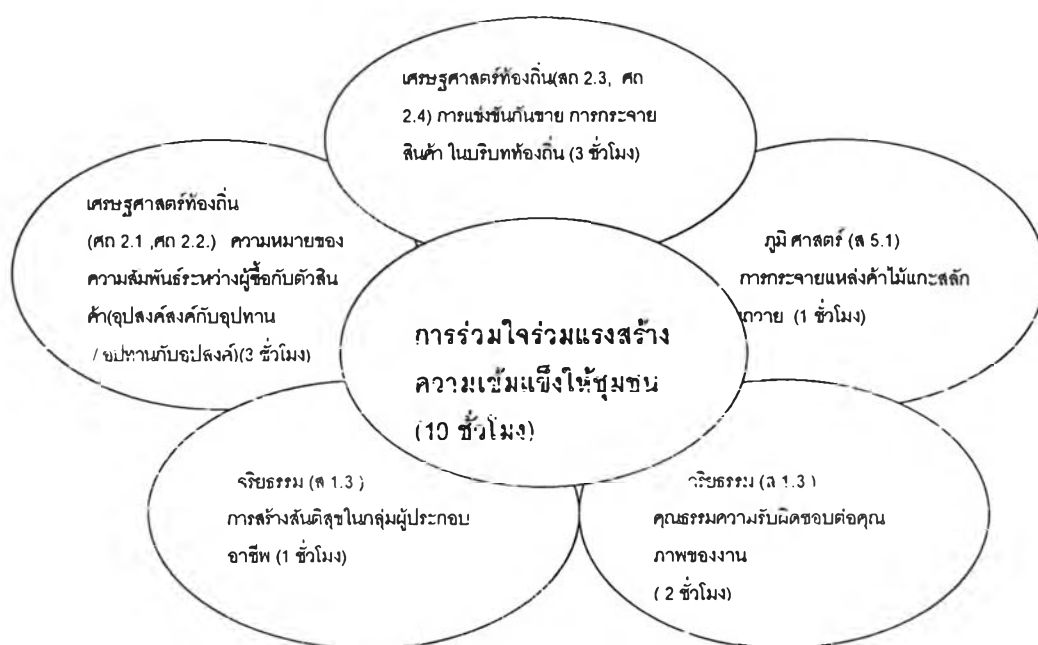 เศรษฐศาสตร์ท้องถิ่น(สถ 2.3, ศถ
2.4) การแข่งขันกันขาย การกระจาย
สินค้า ในบริบทท้องถิ่น (3 ชั่วโมง)
เศรษฐศาสตร์ท้องถิ่น
(ศถ 2.1 ,ศถ 2.2.) ความหมายของ
ความสัมพันธ์ระหว่างผู้ซื้อกับตัวสิน
ค้า(อุปสงค์สงค์กับอุปทาน
/ อุปทานกับอุปสงค์)(3 ชั่วโมง)
ภูมิ ศาสตร์ (ส 5.1)
การกระจายแหล่งค้าไม้แกะสลัก
(1 ชั่วโมง)
การร่วมใจร่วมแรงสร้าง
ความเข้มแข็งให้ชุมชน
(10 ชั่วโมง)
จริยธรรม (ส 1.3 )
การสร้างสันติสุขในกลุ่มผู้ประกอบ
อาชีพ (1 ชั่วโมง)
จริยธรรม (ส 1.3 )
คุณธรรมความรับผิดชอบต่อคุณ
ภาพของงาน
( 2 ชั่วโมง)